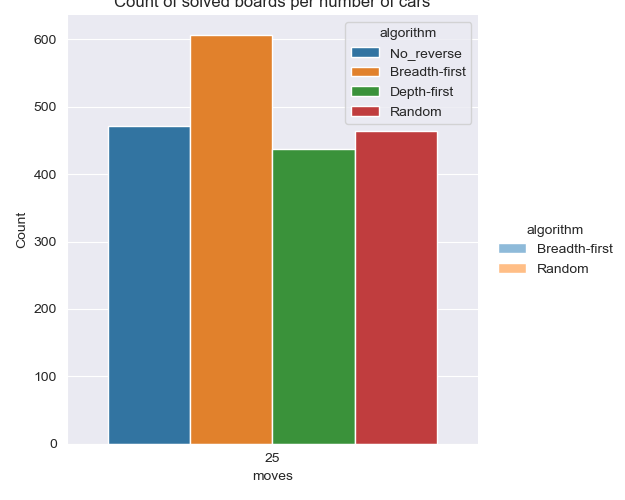 Count of solved boards per number of cars
600
500
400
300
200
100
0
Count
25
moves
algorithm
No_reverse
Breadth-first
Depth-first
Random
algorithm
Breadth-first
Random